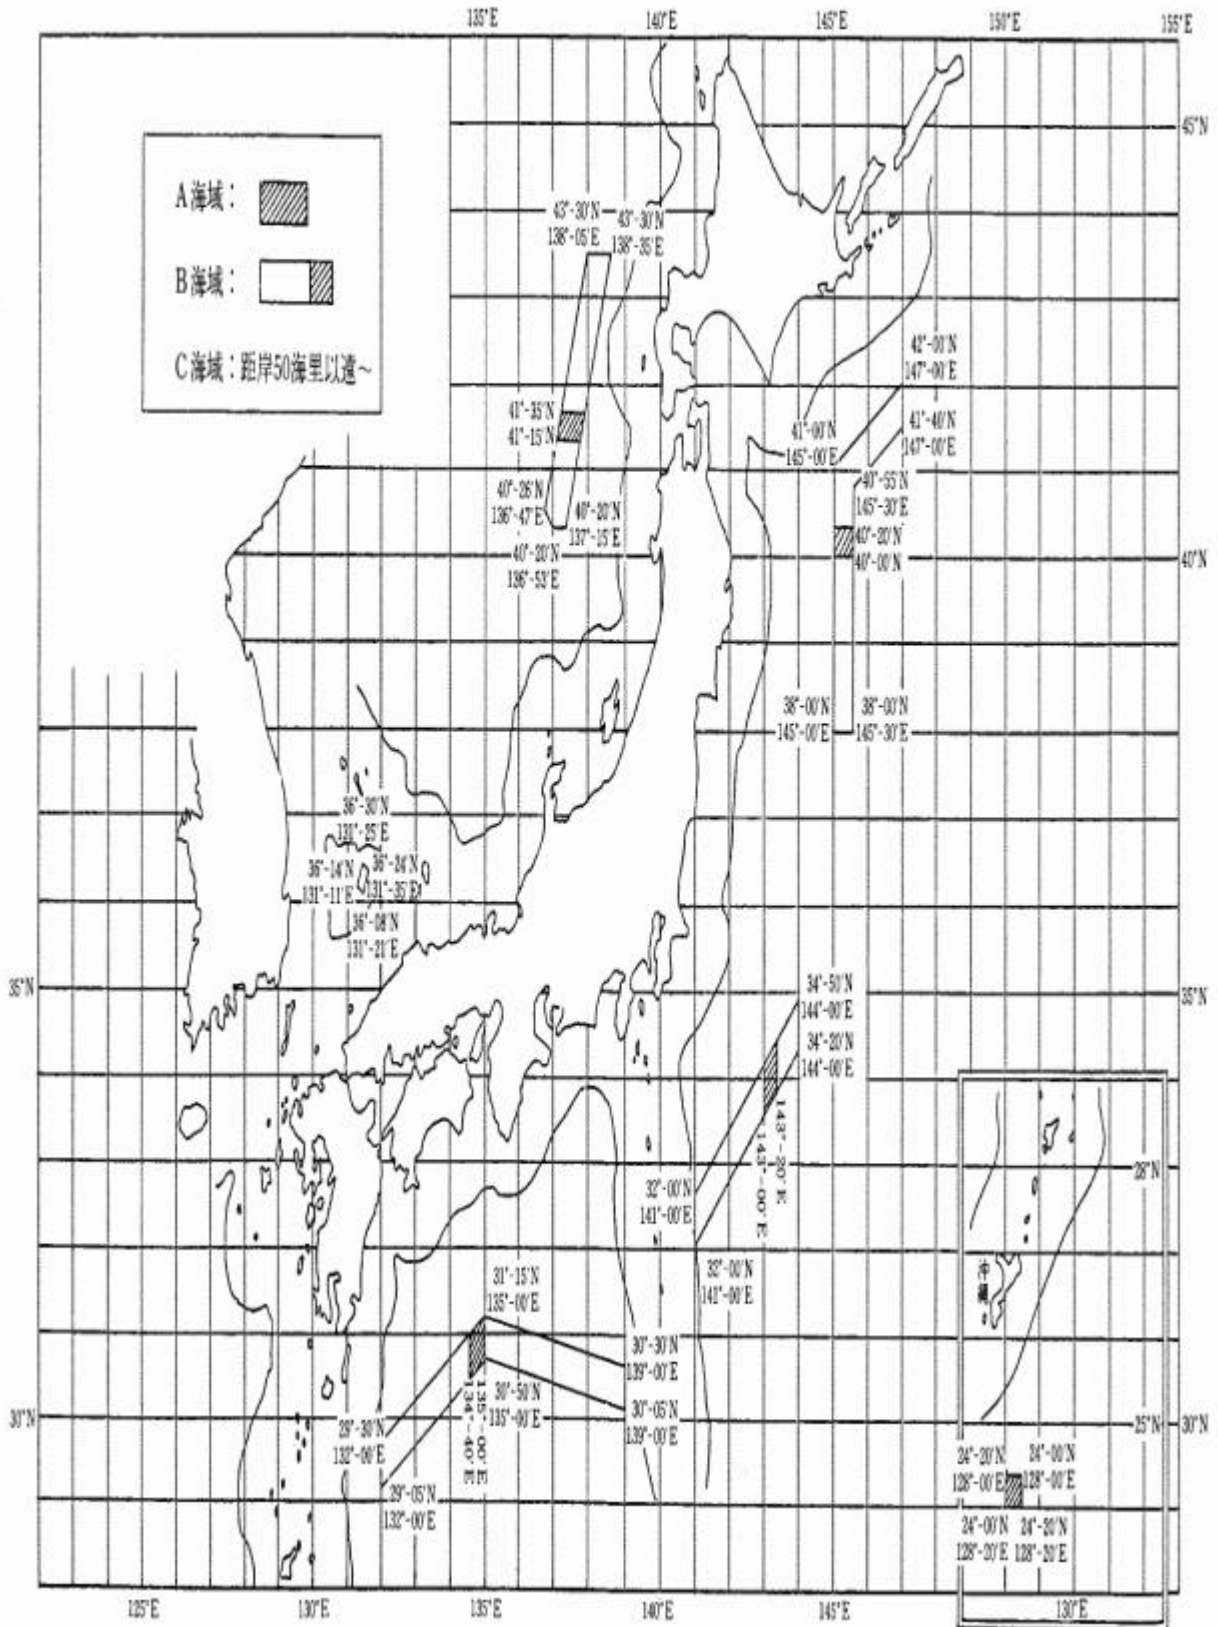 135°E
140°E
145°E
150°E
155°E
A海域：
B海域：
C海域：距岸50海里以遠～
45°N
43°-30'N
138°-05'E
43°-30'N
138°-35'E
42°-00'N
147°-00'E
41°-35'N
41°-15'N
41°-00'N
145°-00'E
41°-40'N
147°-00'E
40°-26'N
136°-47'E
40°-20'N
137°-15'E
40°-55'N
145°-30'E
40°-20'N
40°-00'N
40°-20'N
136°-53'E
40°N
38°-00'N
145°-00'E
38°-00'N
145°-30'E
36°-30'N
131°-25'E
36°-14'N
131°-11'E
36°-24'N
131°-35'E
36°-08'N
131°-21'E
35°N
34°-50'N
144°-00'E
35°N
34°-20'N
144°-00'E
143°-20'E
143°-00'E
32°-00'N
141°-00'E
32°-00'N
141°-00'E
28°N
沖縄
31°-15'N
135°-00'E
30°-30'N
139°-00'E
30°-50'N
135°-00'E
30°-05'N
139°-00'E
135°-00'E
134°-40'E
30°N
29°-30'N
132°-00'E
29°-05'N
132°-00'E
25°N
30°N
24°-20'N
128°-00'E
24°-00'N
128°-00'E
24°-00'N
128°-20'E
24°-20'N
128°-20'E
125°E
130°E
135°E
140°E
145°E
130°E